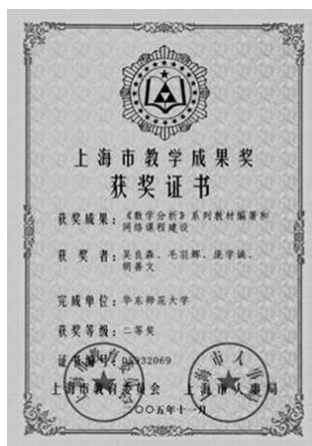 上海市教学成果奖
获奖证书
获奖成果：《数学分析》系列教材编著和
网络课程建设
获奖者：吴良森、毛羽辉、庞学诚、
胡善文
完成单位：华东师范大学
获奖等级：二等奖
证书编号：05932069
上海市教育委员会 上海市人事局
二〇〇五年十一月